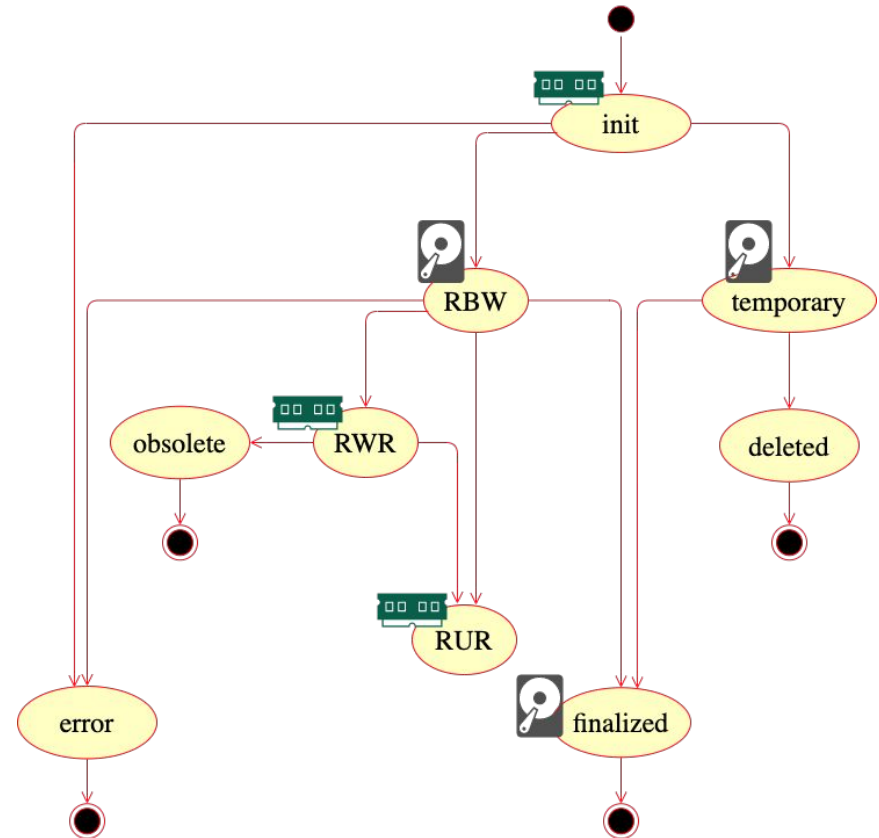 init
RBW
temporary
obsolete
RWR
deleted
RUR
error
finalized